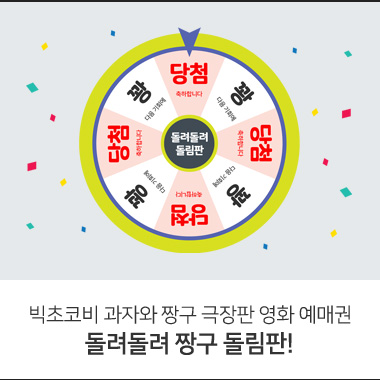 당첨
축하합니다
꽝
다음 기회에
당첨
축하합니다
꽝
다음 기회에
당첨
축하합니다
꽝
다음 기회에
당첨
축하합니다
꽝
다음 기회에
돌려돌려
돌림판
빅초코비 과자와 짱구 극장판 영화 예매권
돌려돌려 짱구 돌림판!